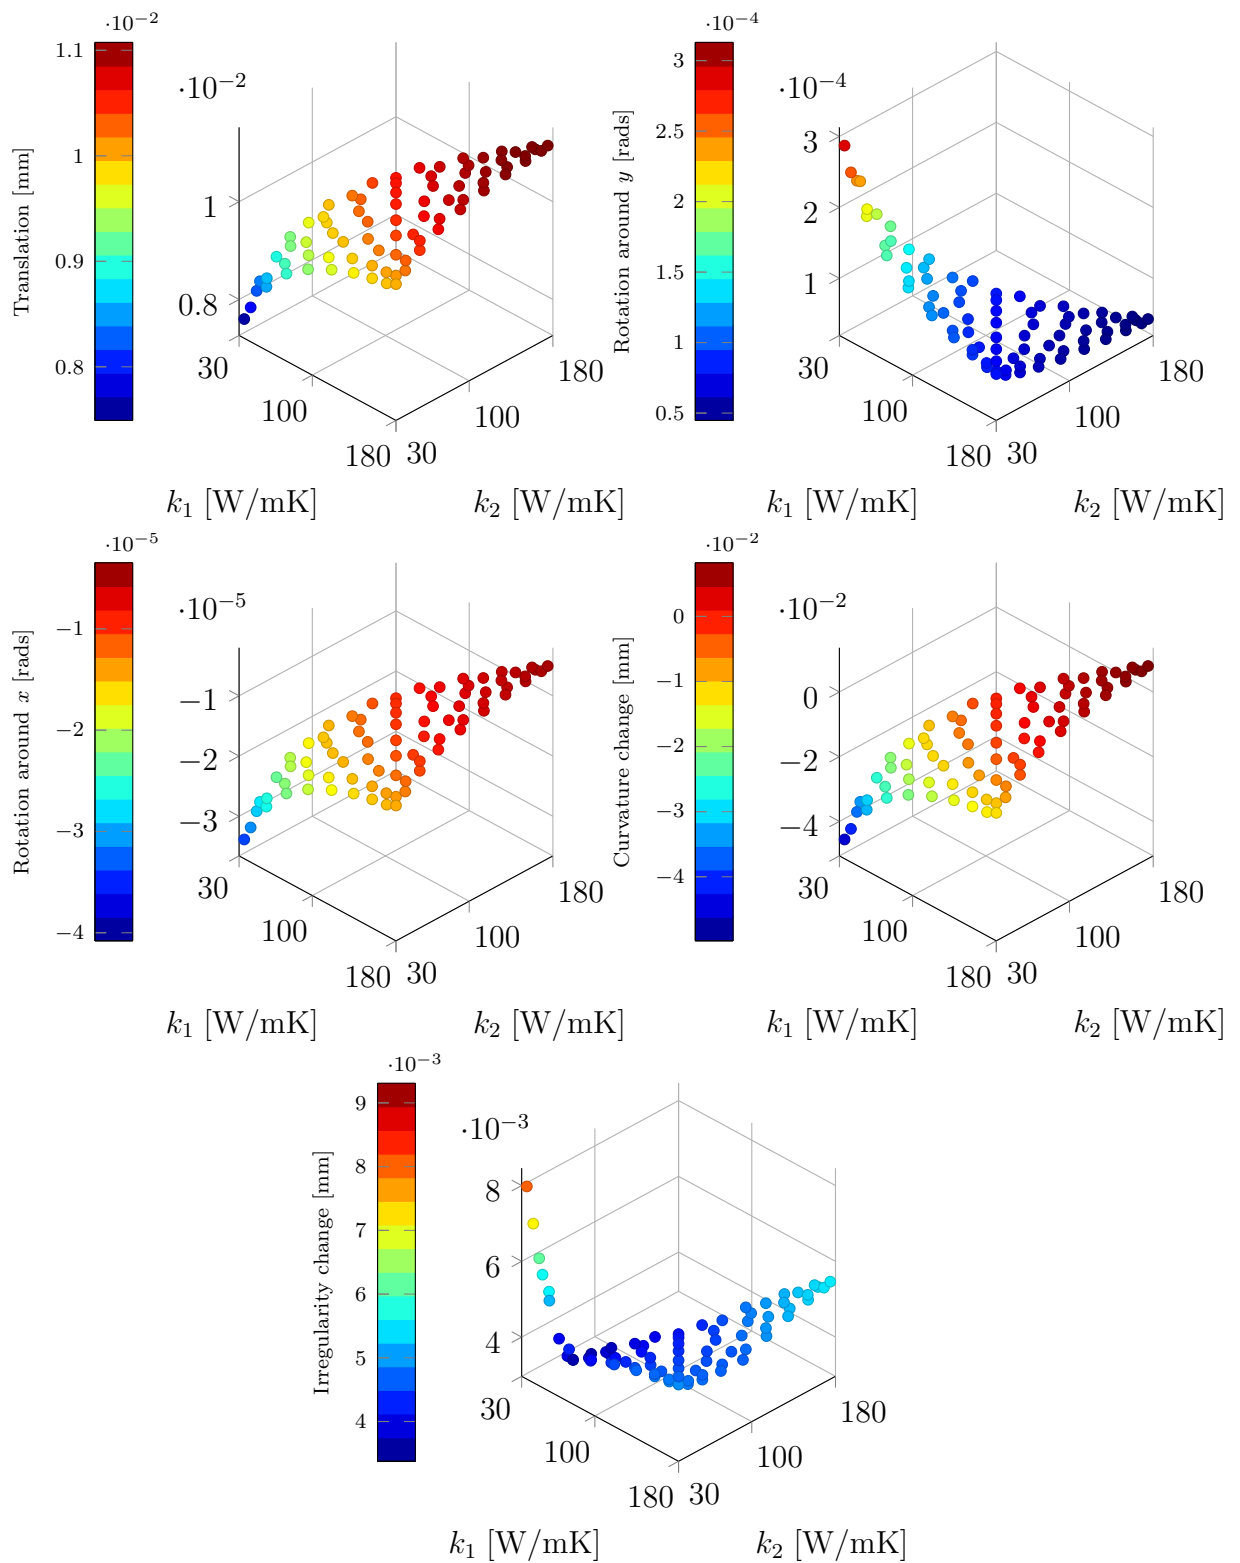 ·10⁻² ·10⁻⁴
1.1 3
·10⁻² ·10⁻⁴
3
Translation [mm] Rotation around y [rads]
1 2.5
1 2 2
0.9 1.5
0.8 1
0.8 1
30 180 30 180
100 100 100 100
0.5
180 30 180 30
k₁ [W/mK] k₂ [W/mK] k₁ [W/mK] k₂ [W/mK]
·10⁻⁵ ·10⁻²
·10⁻⁵ ·10⁻²
−1 0
Rotation around x [rads] Curvature change [mm]
−1 −1 0
−2 −2
−2 −2
−3 −3
−3 −4
−4
30 180 30 180
−4 100 100 100 100
180 30 180 30
k₁ [W/mK] k₂ [W/mK] k₁ [W/mK] k₂ [W/mK]
·10⁻³
9
·10⁻³
8
8
Irregularity change [mm]
7
6
6
5
4
30 180
4
100 100
180 30
k₁ [W/mK] k₂ [W/mK]